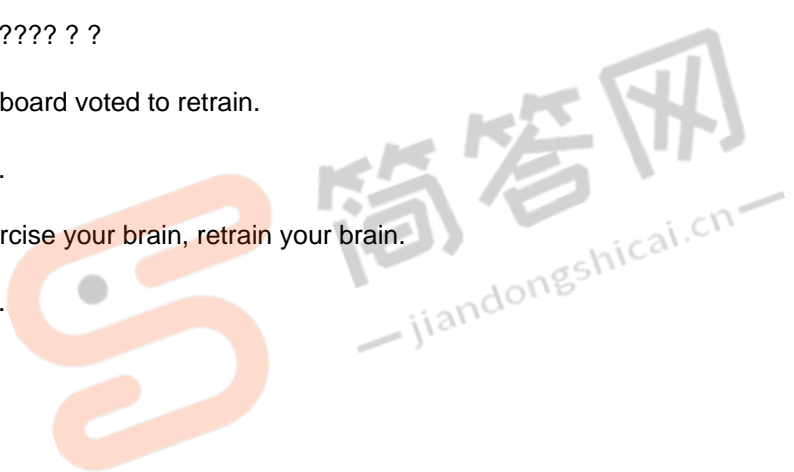 ???? ? ?
board voted to retrain.
.
rcise your brain, retrain your brain.
.
简答网
jiandongshicai.cn